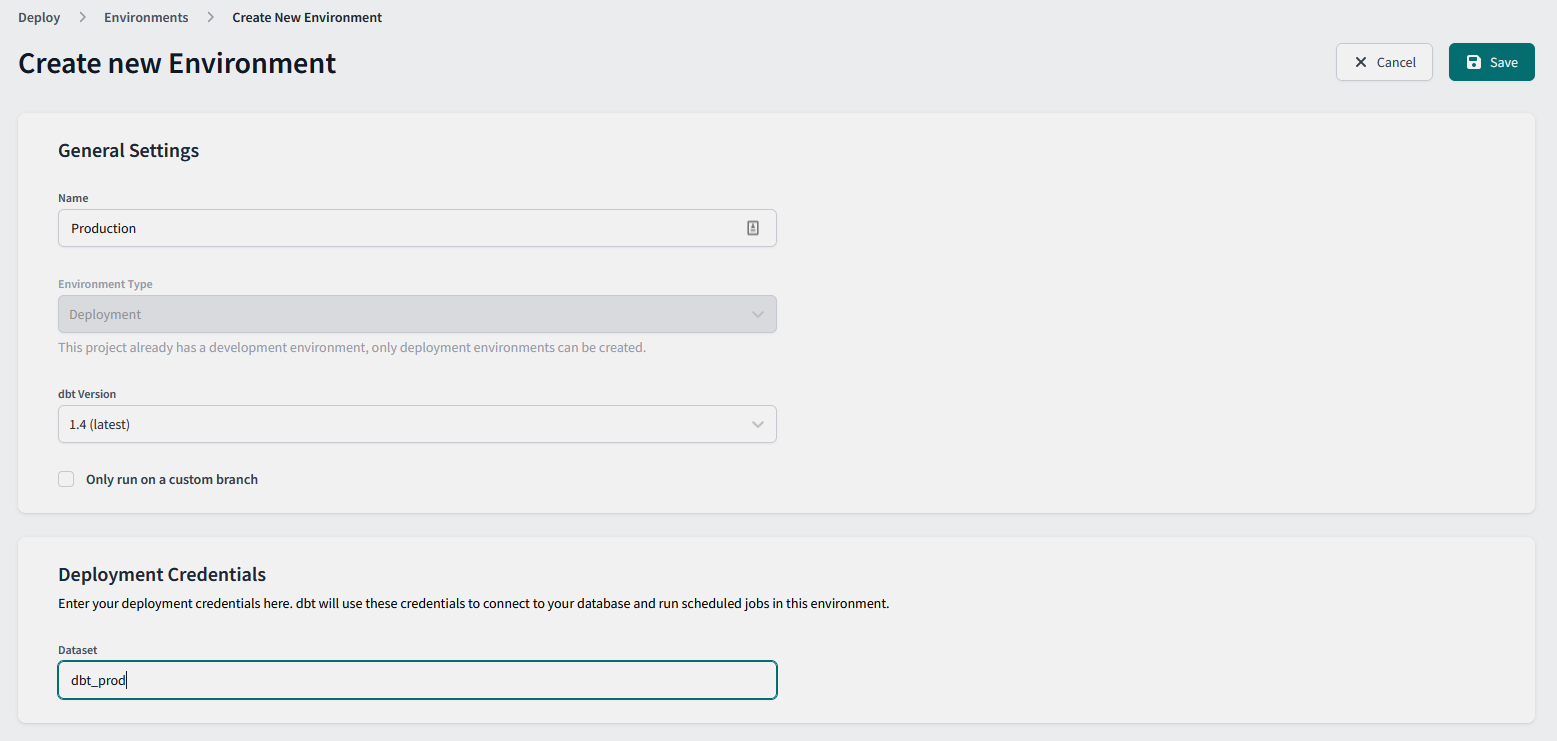 Deploy > Environments > Create New Environment
Create new Environment
Cancel
Save
General Settings
Name
Production
Environment Type
Deployment
This project already has a development environment, only deployment environments can be created.
dbt Version
1.4 (latest)
Only run on a custom branch
Deployment Credentials
Enter your deployment credentials here. dbt will use these credentials to connect to your database and run scheduled jobs in this environment.
Dataset
dbt_prod